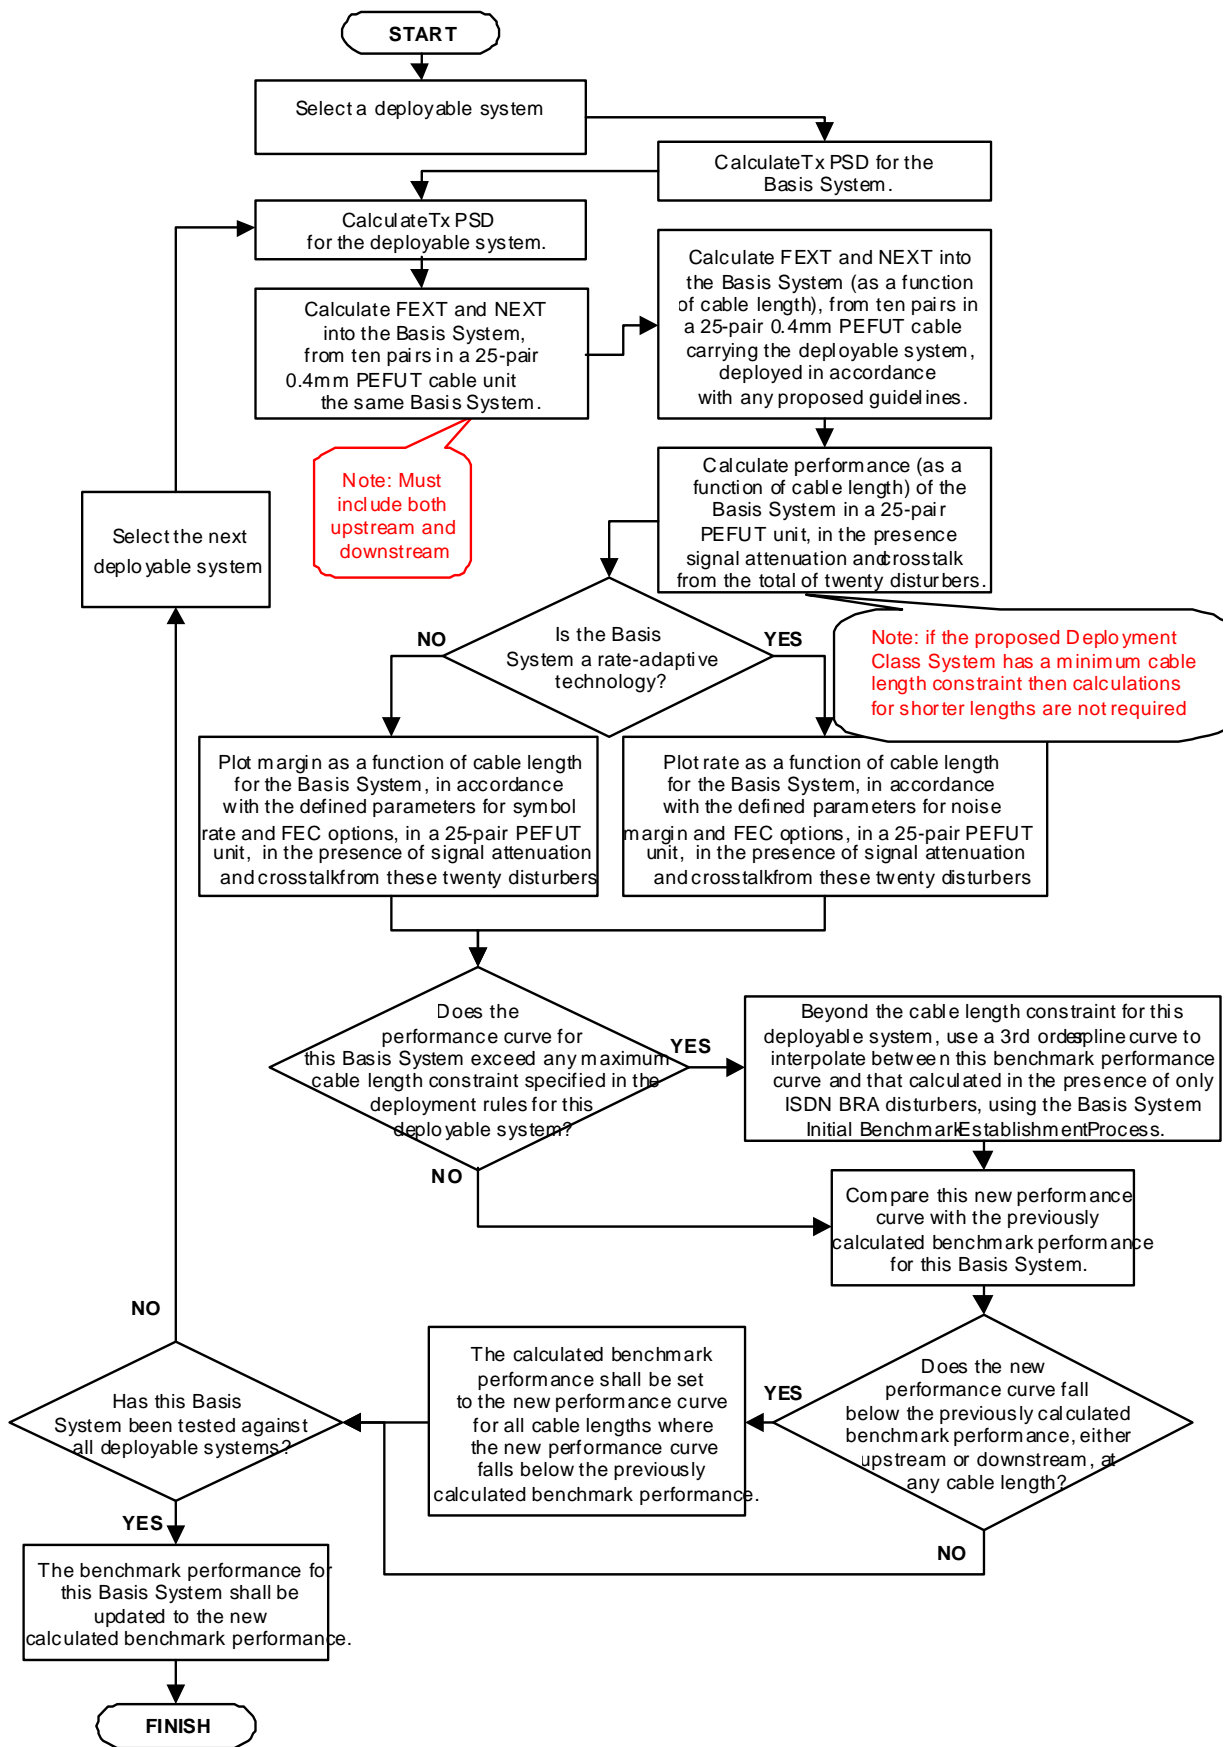 START
Select a deployable system
Calculate Tx PSD for the
Basis System.
Calculate Tx PSD
for the deployable system.
Calculate FEXT and NEXT
into the Basis System,
from ten pairs in a 25-pair
0.4mm PEFUT cable unit
the same Basis System.
Calculate FEXT and NEXT into
the Basis System (as a function
of cable length), from ten pairs in
a 25-pair 0.4mm PEFUT cable
carrying the deployable system,
deployed in accordance
with any proposed guidelines.
Note: Must
include both
upstream and
downstream
Calculate performance (as a
function of cable length) of the
Basis System in a 25-pair
PEFUT unit, in the presence
signal attenuation and crosstalk
from the total of twenty disturbers.
Select the next
deployable system
Note: if the proposed Deployment
Class System has a minimum cable
length constraint then calculations
for shorter lengths are not required
NO
Is the Basis
System a rate-adaptive
technology?
YES
Plot margin as a function of cable length
for the Basis System, in accordance
with the defined parameters for symbol
rate and FEC options, in a 25-pair PEFUT
unit, in the presence of signal attenuation
and crosstalk from these twenty disturbers
Plot rate as a function of cable length
for the Basis System, in accordance
with the defined parameters for noise
margin and FEC options, in a 25-pair PEFUT
unit, in the presence of signal attenuation
and crosstalk from these twenty disturbers
Does the
performance curve for
this Basis System exceed any maximum
cable length constraint specified in the
deployment rules for this
deployable system?
YES
NO
Beyond the cable length constraint for this
deployable system, use a 3rd order spline curve to
interpolate between this benchmark performance
curve and that calculated in the presence of only
ISDN BRA disturbers, using the Basis System
Initial Benchmark Establishment Process.
Compare this new performance
curve with the previously
calculated benchmark performance
for this Basis System.
NO
Has this Basis
System been tested against
all deployable systems?
YES
The calculated benchmark
performance shall be set
to the new performance curve
for all cable lengths where
the new performance curve
falls below the previously
calculated benchmark performance.
YES
Does the new
performance curve fall
below the previously calculated
benchmark performance, either
upstream or downstream, at
any cable length?
NO
The benchmark performance for
this Basis System shall be
updated to the new
calculated benchmark performance.
FINISH